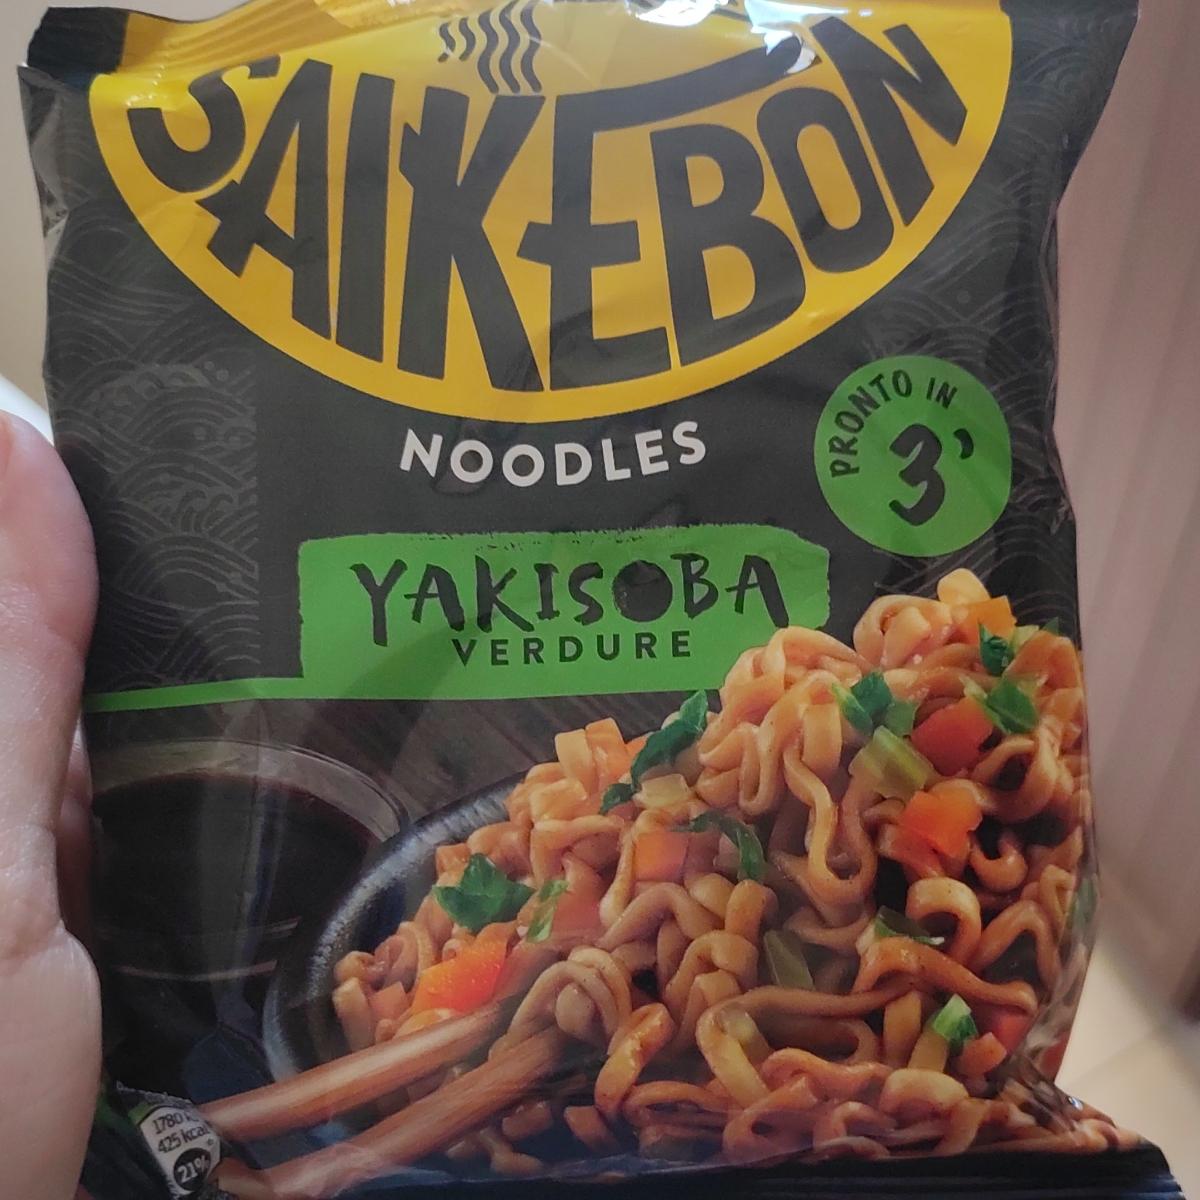 SAIKEBON
NOODLES
PRONTO IN
3'
YAKISOBA
VERDURE
1780
425 kcal
21%